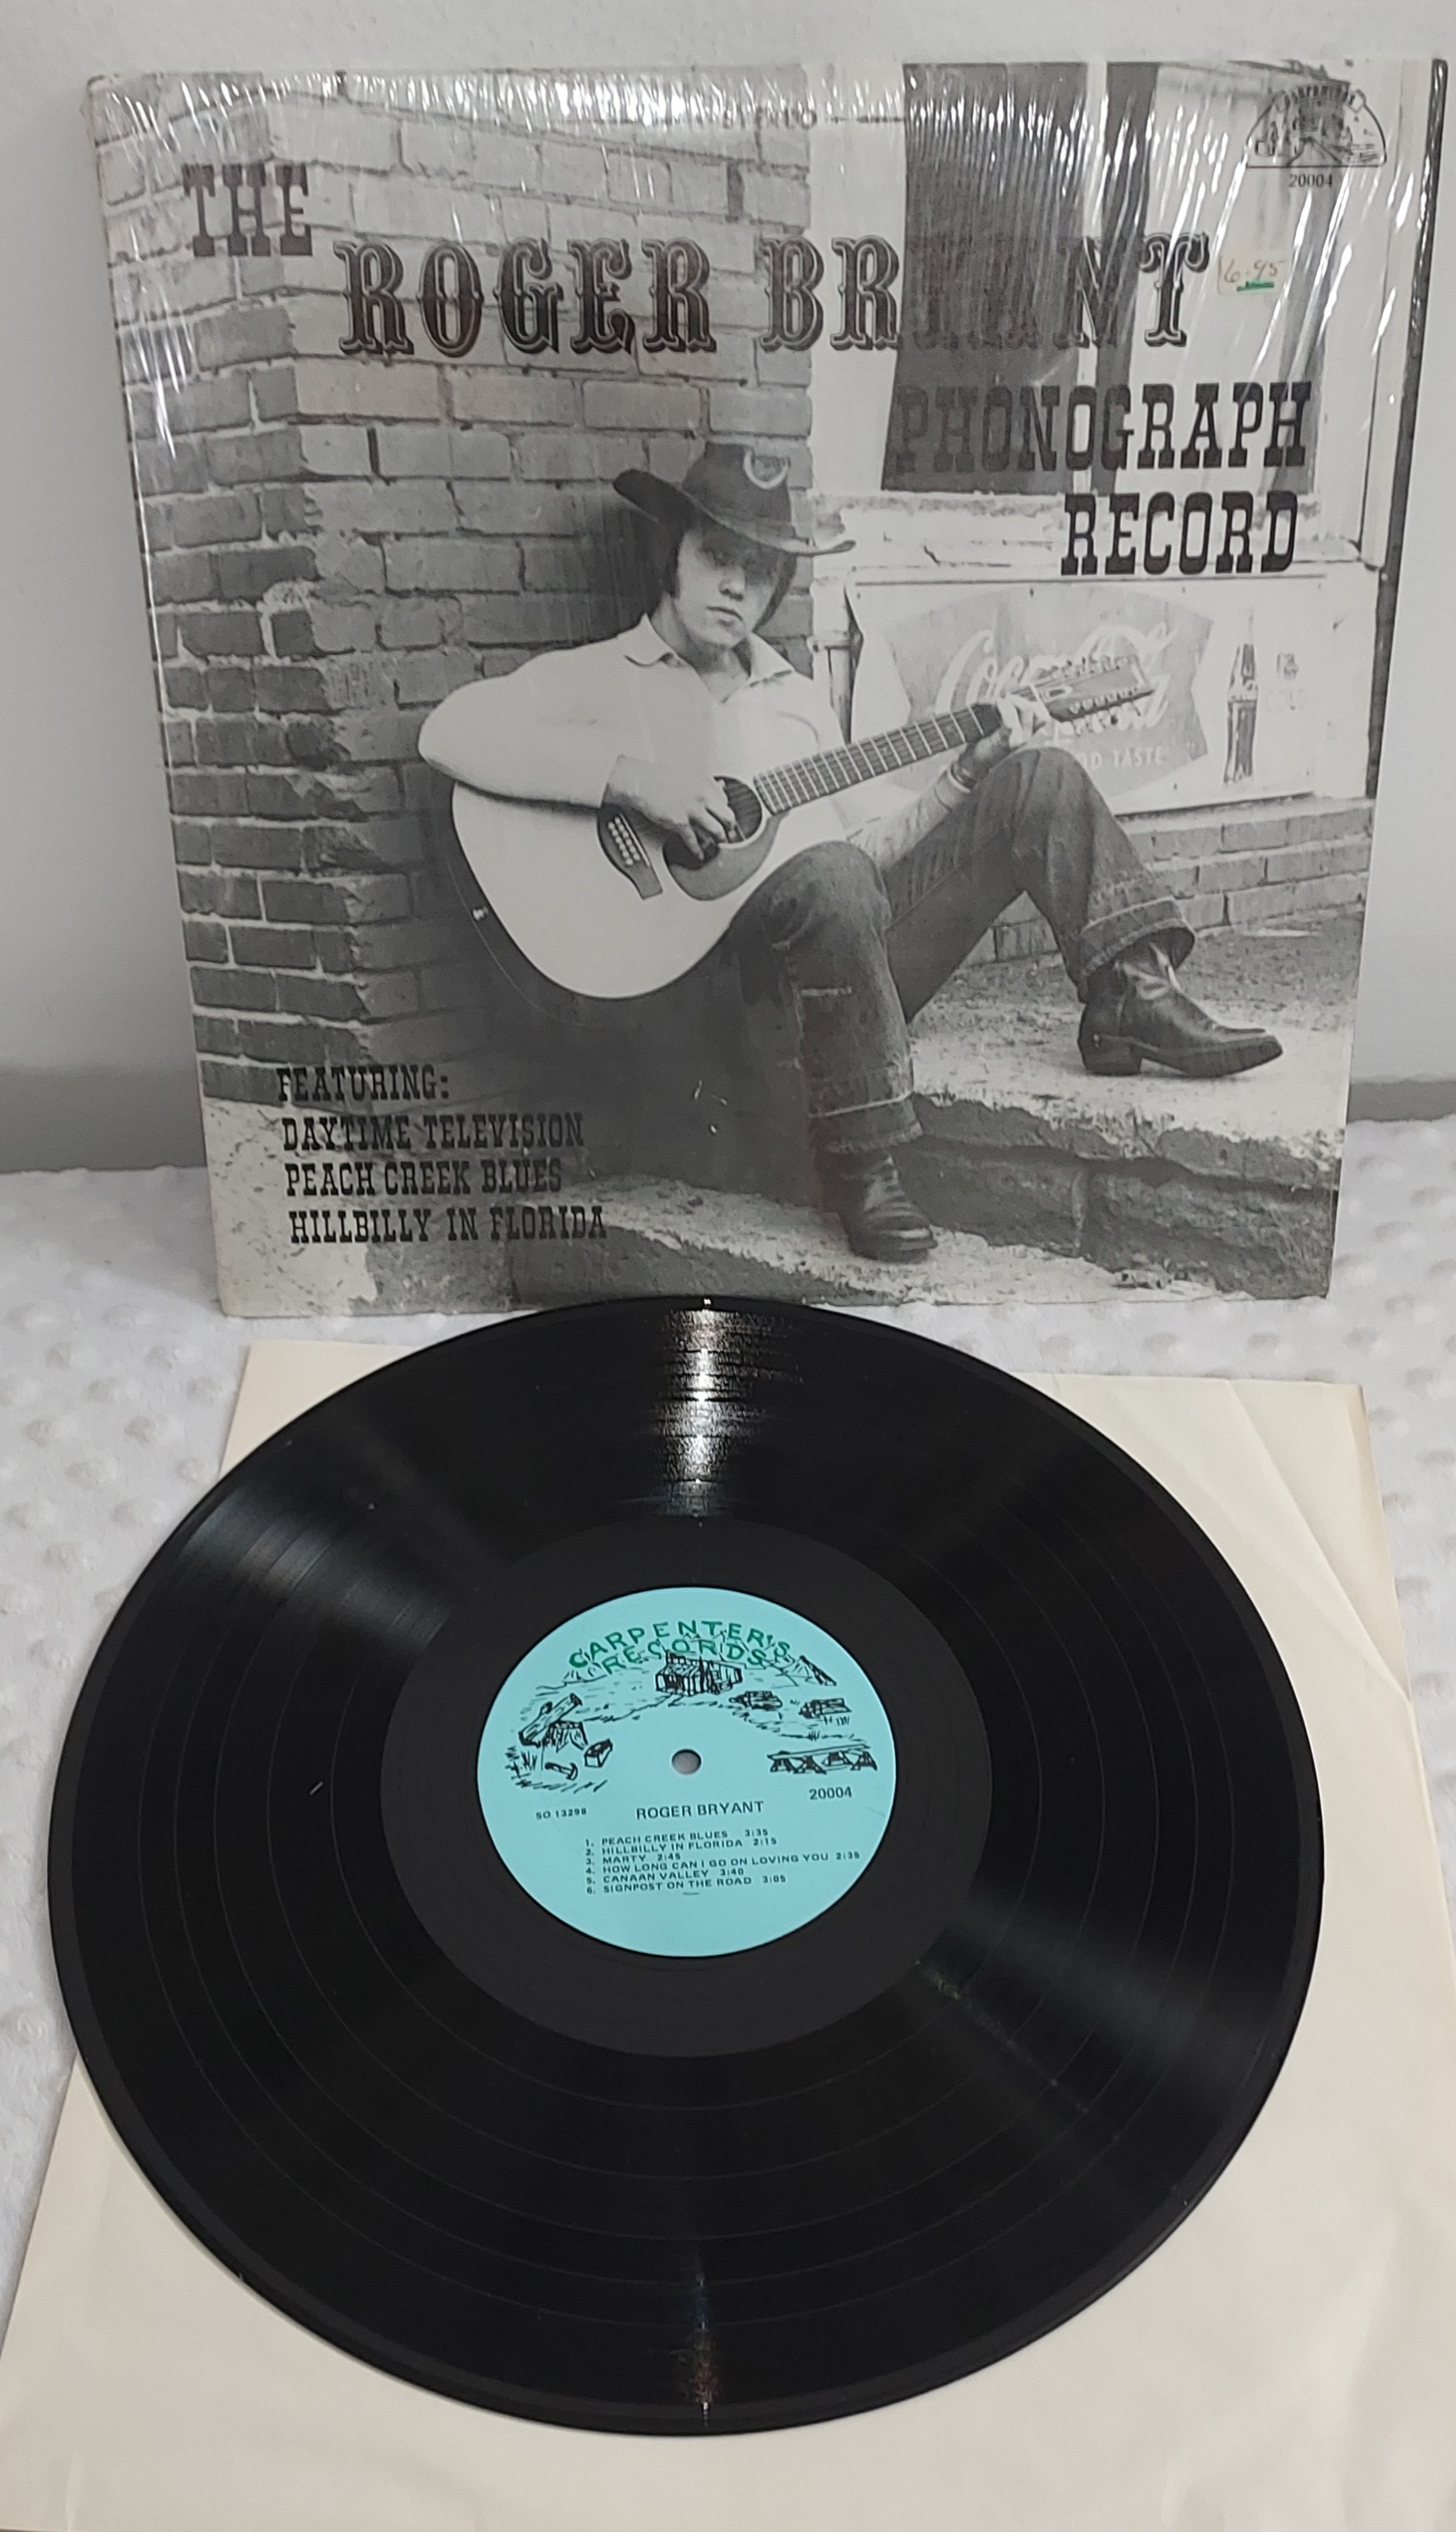 STEREO
CARPENTER'S
20004
THE
ROGER BRYANT
6.95
PHONOGRAPH
RECORD
Coca-Cola
GOOD TASTE
FEATURING:
DAYTIME TELEVISION
PEACH CREEK BLUES
HILLBILLY IN FLORIDA
CARPENTER'S
RECORDS
20004
SO 13298
ROGER BRYANT
1. PEACH CREEK BLUES 3:35
2. HILLBILLY IN FLORIDA 2:15
3. MARTY 2:45
4. HOW LONG CAN I GO ON LOVING YOU 2:35
5. CANAAN VALLEY 3:40
6. SIGNPOST ON THE ROAD 3:05